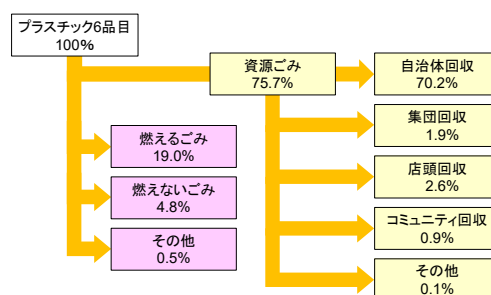 プラスチック6品目
100%
資源ごみ
75.7%
自治体回収
70.2%
集団回収
1.9%
燃えるごみ
19.0%
店頭回収
2.6%
燃えないごみ
4.8%
コミュニティ回収
0.9%
その他
0.5%
その他
0.1%